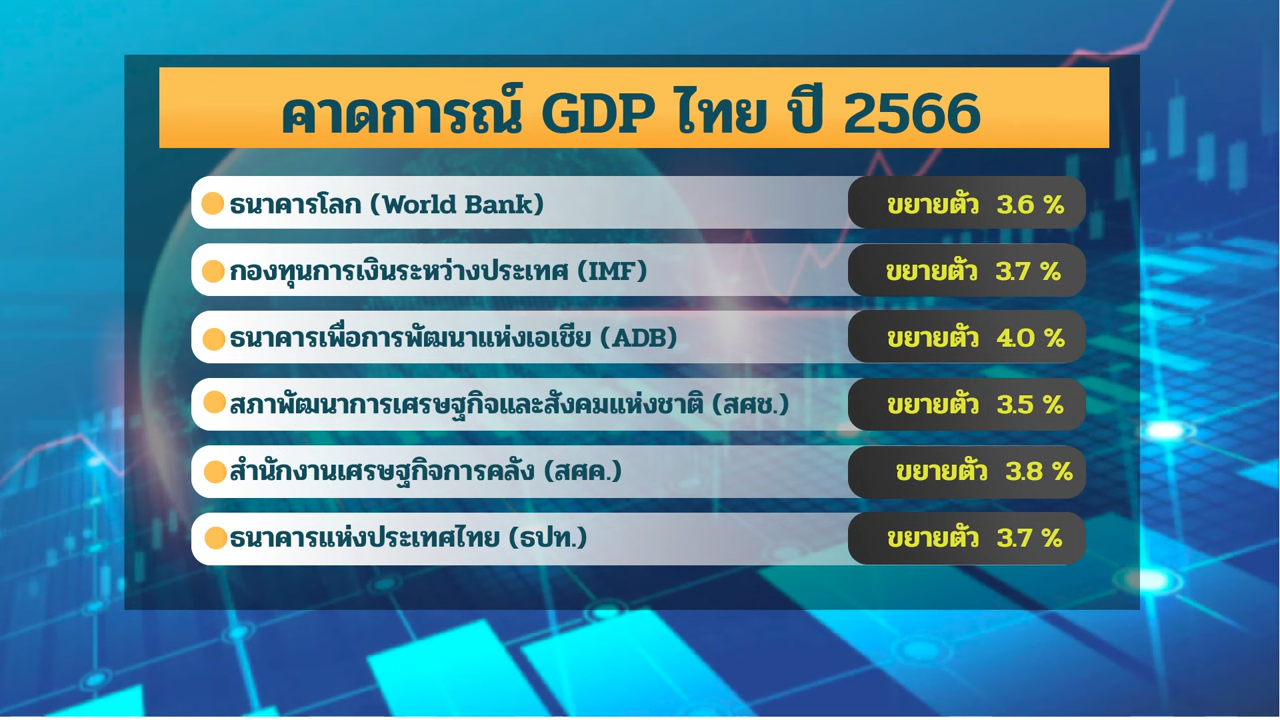 คาดการณ์ GDP ไทย ปี 2566
ธนาคารโลก (World Bank) ขยายตัว 3.6 %
กองทุนการเงินระหว่างประเทศ (IMF) ขยายตัว 3.7 %
ธนาคารเพื่อการพัฒนาแห่งเอเชีย (ADB) ขยายตัว 4.0 %
สภาพัฒนาการเศรษฐกิจและสังคมแห่งชาติ (สศช.) ขยายตัว 3.5 %
สำนักงานเศรษฐกิจการคลัง (สศค.) ขยายตัว 3.8 %
ธนาคารแห่งประเทศไทย (ธปท.) ขยายตัว 3.7 %